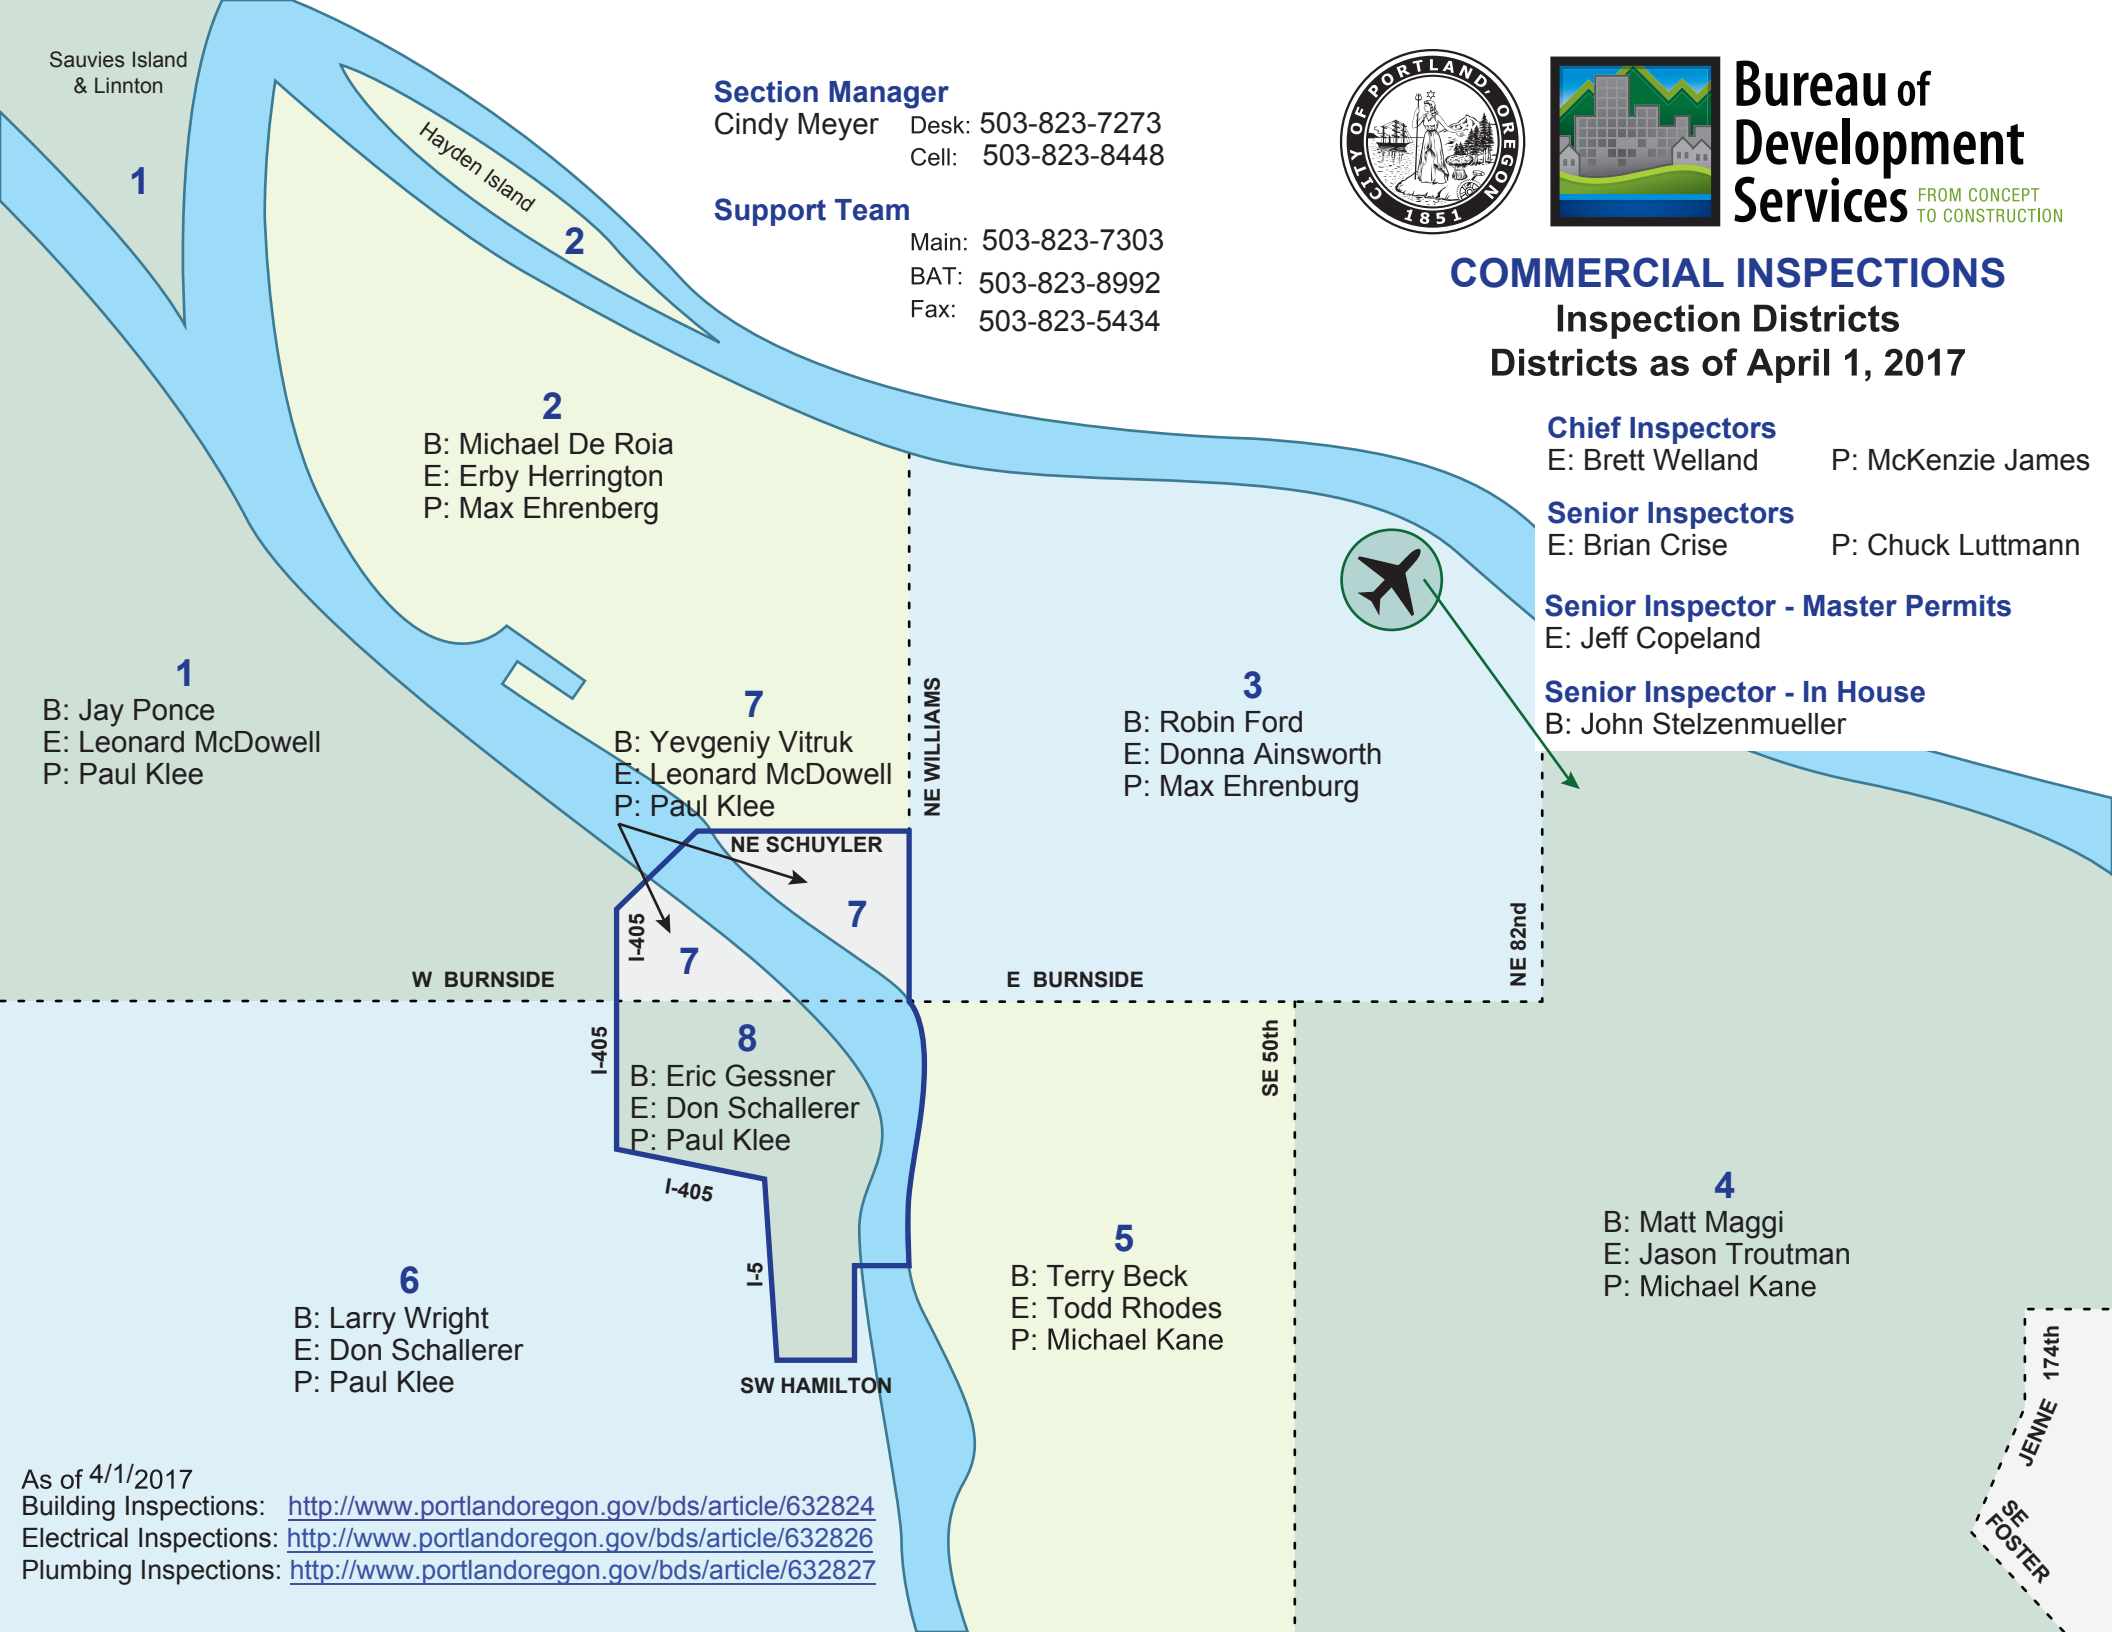 Sauvies Island
& Linnton
1
Hayden Island
2
Section Manager
Cindy Meyer Desk: 503-823-7273
Cell: 503-823-8448
Support Team
Main: 503-823-7303
BAT: 503-823-8992
Fax: 503-823-5434
CITY OF PORTLAND, OREGON
1851
Bureau of
Development
Services FROM CONCEPT
TO CONSTRUCTION
COMMERCIAL INSPECTIONS
Inspection Districts
Districts as of April 1, 2017
Chief Inspectors
E: Brett Welland P: McKenzie James
Senior Inspectors
E: Brian Crise P: Chuck Luttmann
Senior Inspector - Master Permits
E: Jeff Copeland
Senior Inspector - In House
B: John Stelzenmueller
2
B: Michael De Roia
E: Erby Herrington
P: Max Ehrenberg
1
B: Jay Ponce
E: Leonard McDowell
P: Paul Klee
7
B: Yevgeniy Vitruk
E: Leonard McDowell
P: Paul Klee
NE WILLIAMS
3
B: Robin Ford
E: Donna Ainsworth
P: Max Ehrenburg
NE SCHUYLER
7
I-405
7
NE 82nd
W BURNSIDE
E BURNSIDE
I-405
8
B: Eric Gessner
E: Don Schallerer
P: Paul Klee
SE 50th
I-405
I-5
SW HAMILTON
6
B: Larry Wright
E: Don Schallerer
P: Paul Klee
5
B: Terry Beck
E: Todd Rhodes
P: Michael Kane
4
B: Matt Maggi
E: Jason Troutman
P: Michael Kane
174th
JENNE
SE
FOSTER
As of 4/1/2017
Building Inspections: http://www.portlandoregon.gov/bds/article/632824
Electrical Inspections: http://www.portlandoregon.gov/bds/article/632826
Plumbing Inspections: http://www.portlandoregon.gov/bds/article/632827